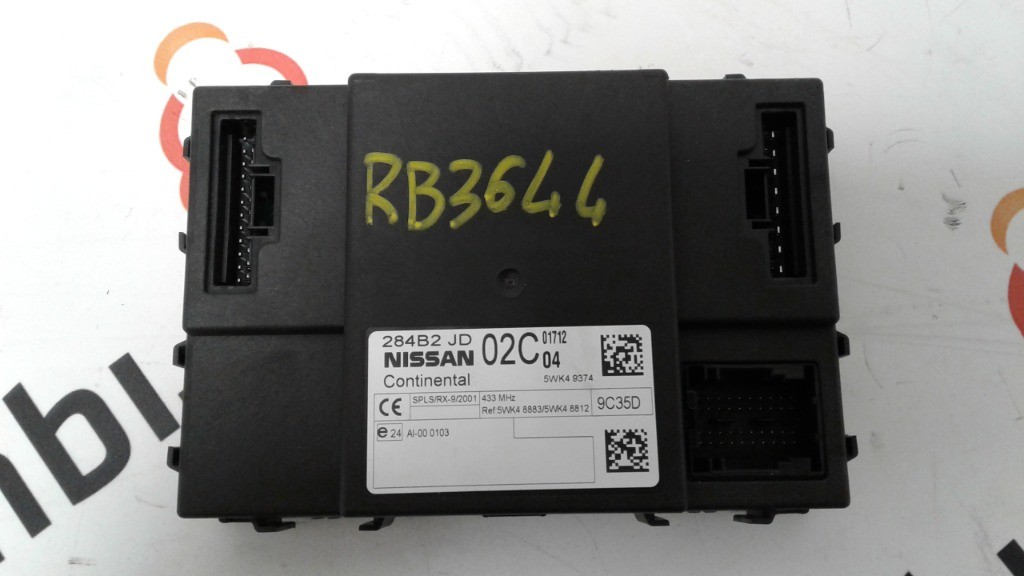 RB3644
284B2 JD 02C 01712
NISSAN 04
Continental 5WK4 9374
CE SPLS/RX-9/2001 433 MHz 9C35D
Ref 5WK4 8883/5WK4 8812
e24 AI-00 0103